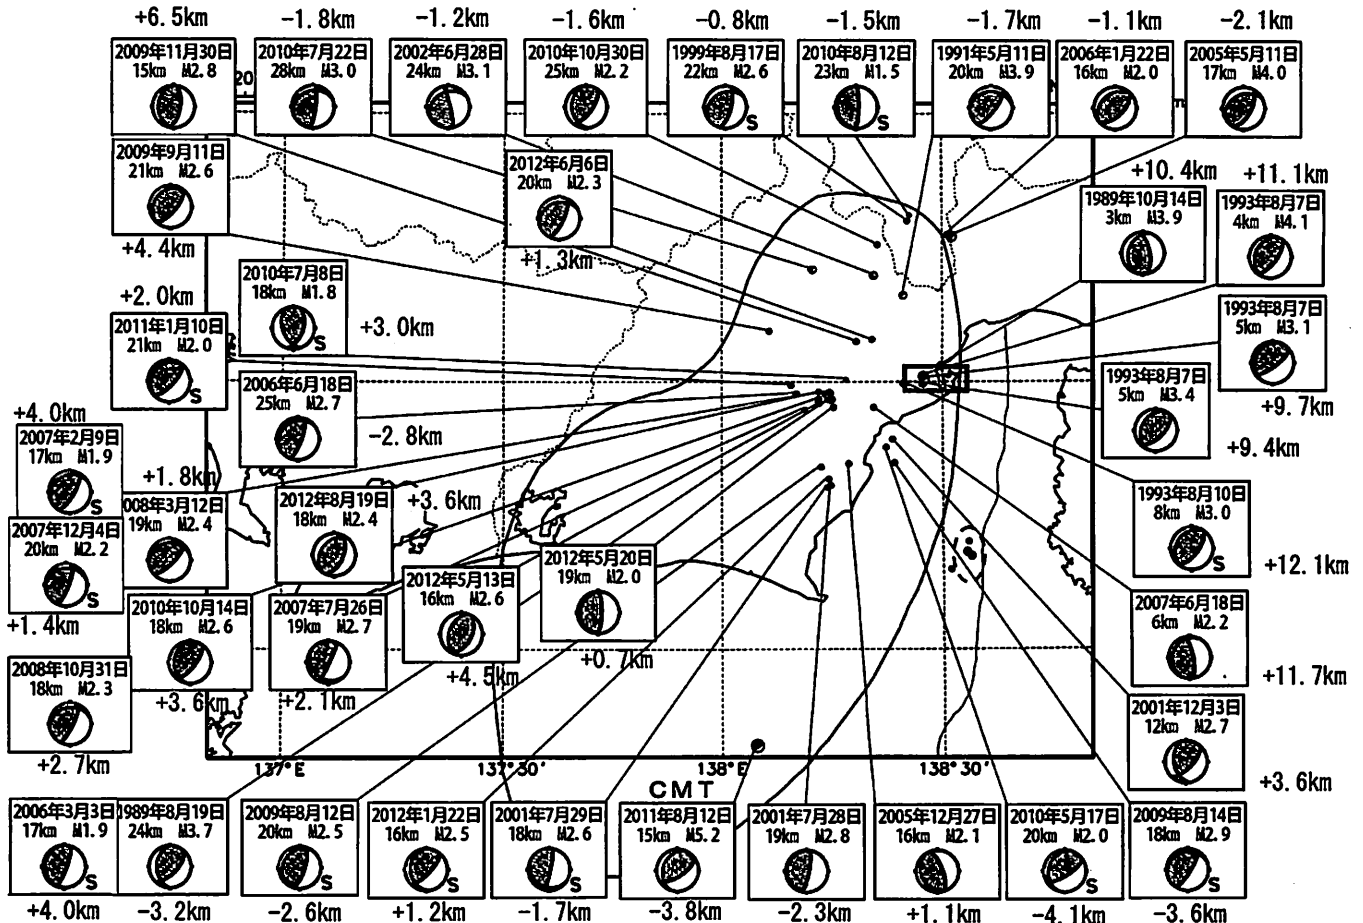 +6.5km
-1.8km
-1.2km
-1.6km
-0.8km
-1.5km
-1.7km
-1.1km
-2.1km
2009年11月30日
15km M2.8
2010年7月22日
28km M3.0
2002年6月28日
24km M3.1
2010年10月30日
25km M2.2
1999年8月17日
22km M2.6
S
2010年8月12日
23km M1.5
S
1991年5月11日
20km M3.9
2006年1月22日
16km M2.0
2005年5月11日
17km M4.0
2009年9月11日
21km M2.6
+4.4km
2012年6月6日
20km M2.3
+1.3km
+10.4km
1989年10月14日
3km M3.9
+11.1km
1993年8月7日
4km M4.1
2010年7月8日
18km M1.8
S
+3.0km
+2.0km
2011年1月10日
21km M2.0
S
1993年8月7日
5km M3.1
+9.7km
2006年6月18日
25km M2.7
-2.8km
1993年8月7日
5km M3.4
+9.4km
+4.0km
2007年2月9日
17km M1.9
S
+1.8km
008年3月12日
19km M2.4
2012年8月19日
18km M2.4
+3.6km
1993年8月10日
8km M3.0
S
+12.1km
2007年12月4日
20km M2.2
S
+1.4km
2012年5月20日
19km M2.0
+0.7km
2012年5月13日
16km M2.6
+4.5km
2010年10月14日
18km M2.6
+3.6km
2007年7月26日
19km M2.7
+2.1km
2007年6月18日
6km M2.2
+11.7km
2008年10月31日
18km M2.3
+2.7km
2001年12月3日
12km M2.7
+3.6km
137°E
137°30′
138°E
138°30′
CMT
2006年3月3日
17km M1.9
S
+4.0km
1989年8月19日
24km M3.7
-3.2km
2009年8月12日
20km M2.5
S
-2.6km
2012年1月22日
16km M2.5
S
+1.2km
2001年7月29日
18km M2.6
S
-1.7km
2011年8月12日
15km M5.2
-3.8km
2001年7月28日
19km M2.8
-2.3km
2005年12月27日
16km M2.1
+1.1km
2010年5月17日
20km M2.0
S
-4.1km
2009年8月14日
18km M2.9
S
-3.6km